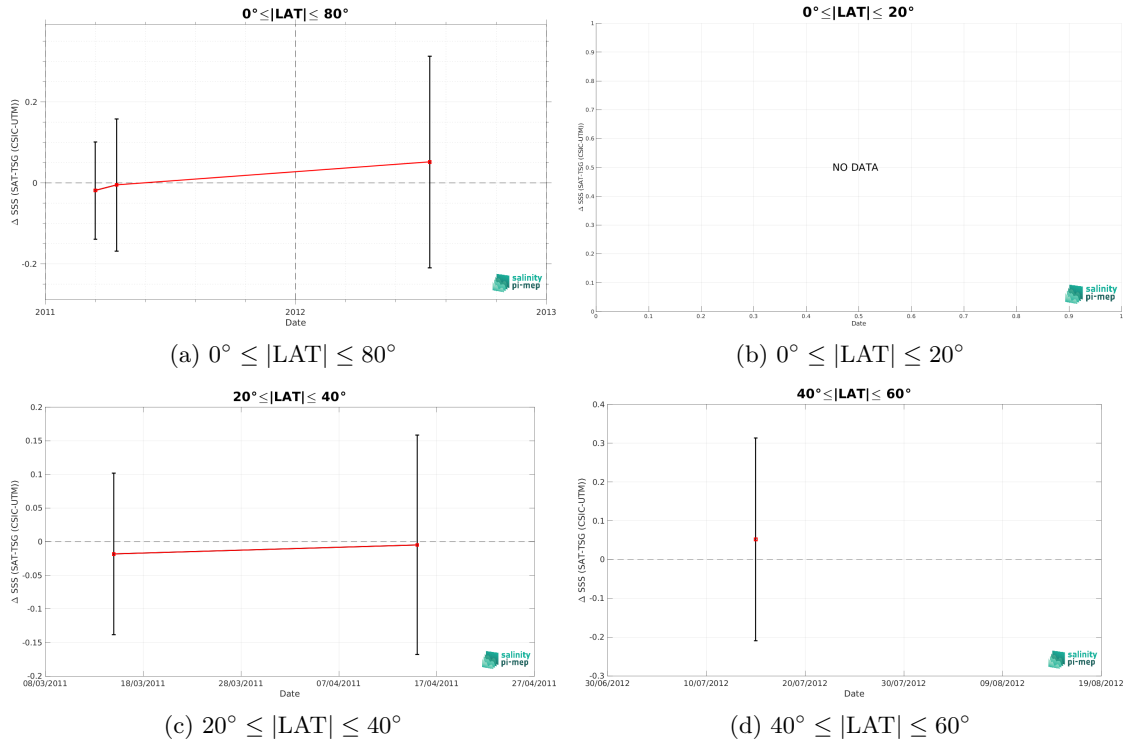 0°≤|LAT|≤ 80°
0.2
0
-0.2
Δ SSS (SAT-TSG (CSIC-UTM))
2011
2012
2013
Date
salinity
pi-mep
(a) 0° ≤ |LAT| ≤ 80°
0°≤|LAT|≤ 20°
1
0.9
0.8
0.7
0.6
0.5
0.4
0.3
0.2
0.1
0
Δ SSS (SAT-TSG (CSIC-UTM))
NO DATA
0 0.1 0.2 0.3 0.4 0.5 0.6 0.7 0.8 0.9 1
Date
salinity
pi-mep
(b) 0° ≤ |LAT| ≤ 20°
20°≤|LAT|≤ 40°
0.2
0.15
0.1
0.05
0
-0.05
-0.1
-0.15
-0.2
Δ SSS (SAT-TSG (CSIC-UTM))
08/03/2011 18/03/2011 28/03/2011 07/04/2011 17/04/2011 27/04/2011
Date
salinity
pi-mep
(c) 20° ≤ |LAT| ≤ 40°
40°≤|LAT|≤ 60°
0.4
0.3
0.2
0.1
0
-0.1
-0.2
-0.3
Δ SSS (SAT-TSG (CSIC-UTM))
30/06/2012 10/07/2012 20/07/2012 30/07/2012 09/08/2012 19/08/2012
Date
salinity
pi-mep
(d) 40° ≤ |LAT| ≤ 60°